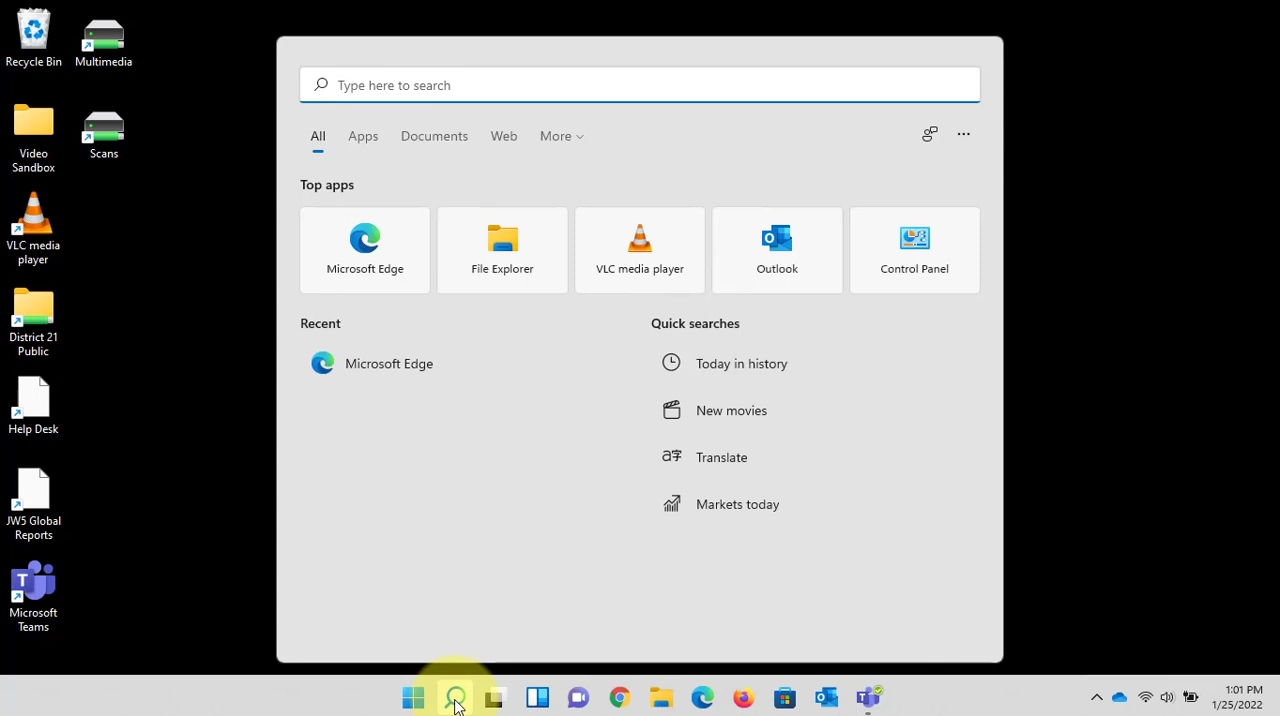 Recycle Bin
Multimedia
Video
Sandbox
Scans
VLC media
player
District 21
Public
Help Desk
JW5 Global
Reports
Microsoft
Teams
Type here to search
All Apps Documents Web More
Top apps
Microsoft Edge
File Explorer
VLC media player
Outlook
Control Panel
Recent
Microsoft Edge
Quick searches
Today in history
New movies
Translate
Markets today
1:01 PM
1/25/2022